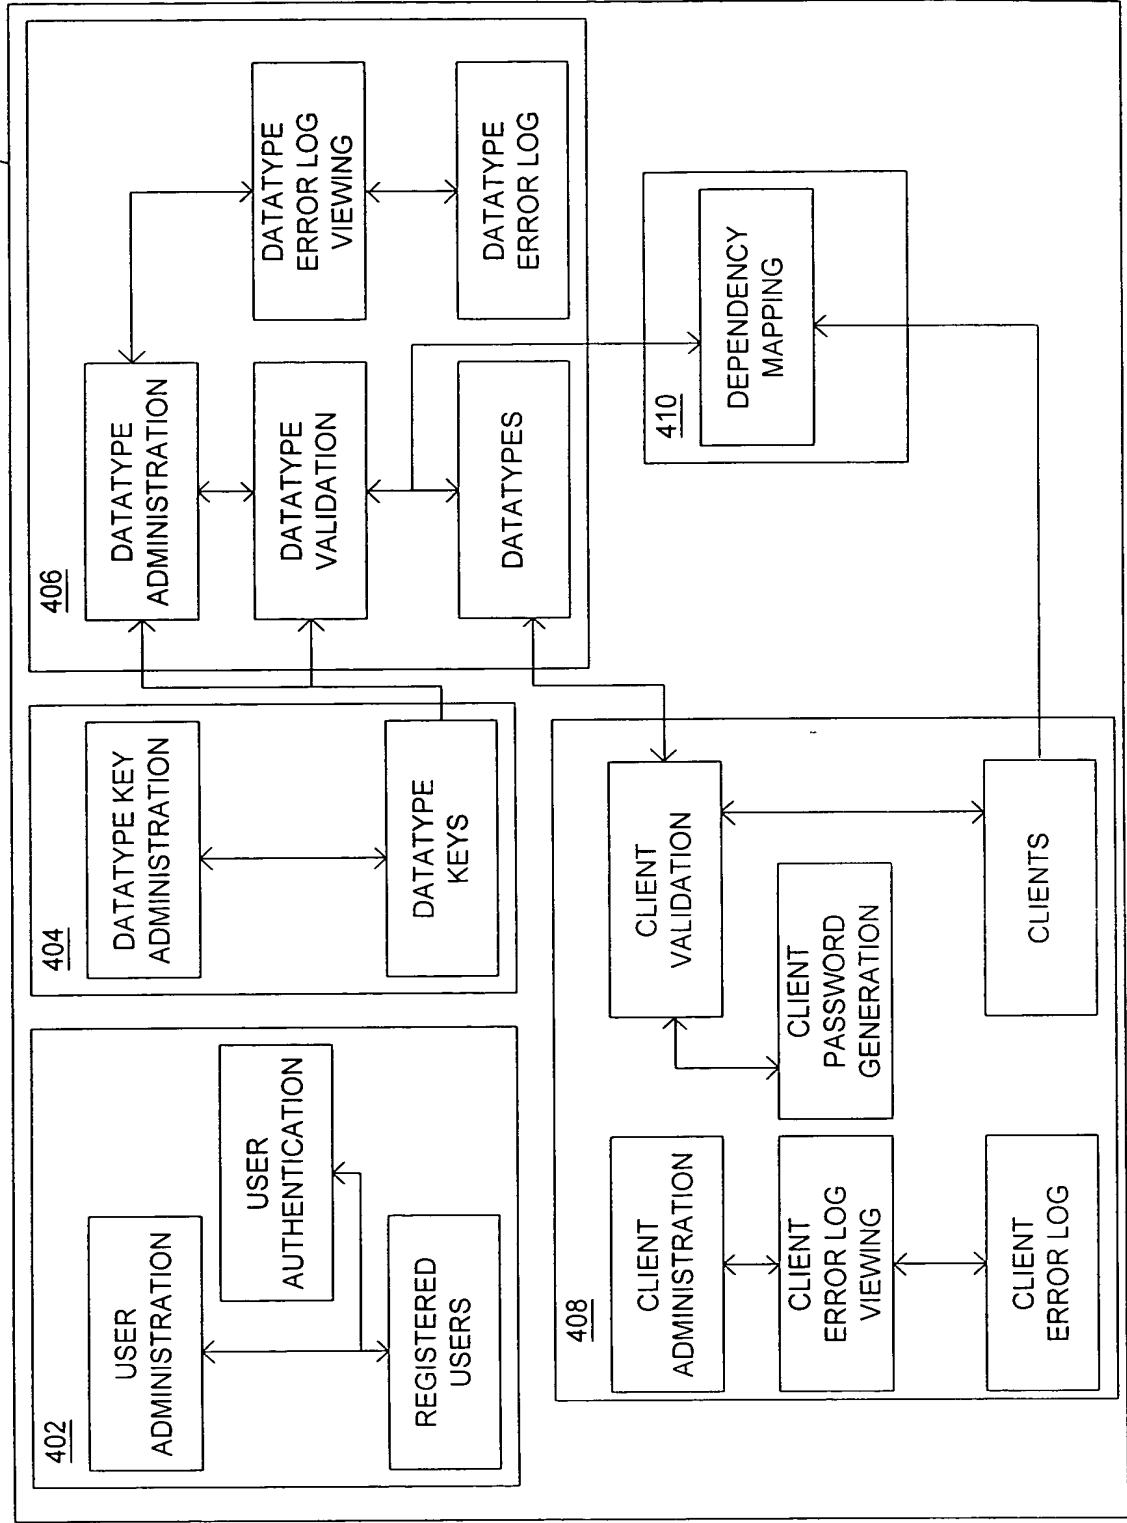 402
USER
ADMINISTRATION
USER
AUTHENTICATION
REGISTERED
USERS
404
DATATYPE KEY
ADMINISTRATION
DATATYPE
KEYS
406
DATATYPE
ADMINISTRATION
DATATYPE
VALIDATION
DATATYPES
DATATYPE
ERROR LOG
VIEWING
DATATYPE
ERROR LOG
408
CLIENT
ADMINISTRATION
CLIENT
ERROR LOG
VIEWING
CLIENT
ERROR LOG
CLIENT
VALIDATION
CLIENT
PASSWORD
GENERATION
CLIENTS
410
DEPENDENCY
MAPPING